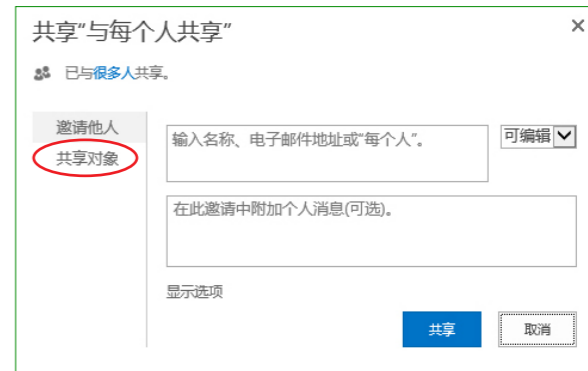 共享"与每个人共享"
已与很多人共享。
邀请他人
共享对象
输入名称、电子邮件地址或"每个人"。
可编辑
在此邀请中附加个人消息(可选)。
显示选项
共享
取消